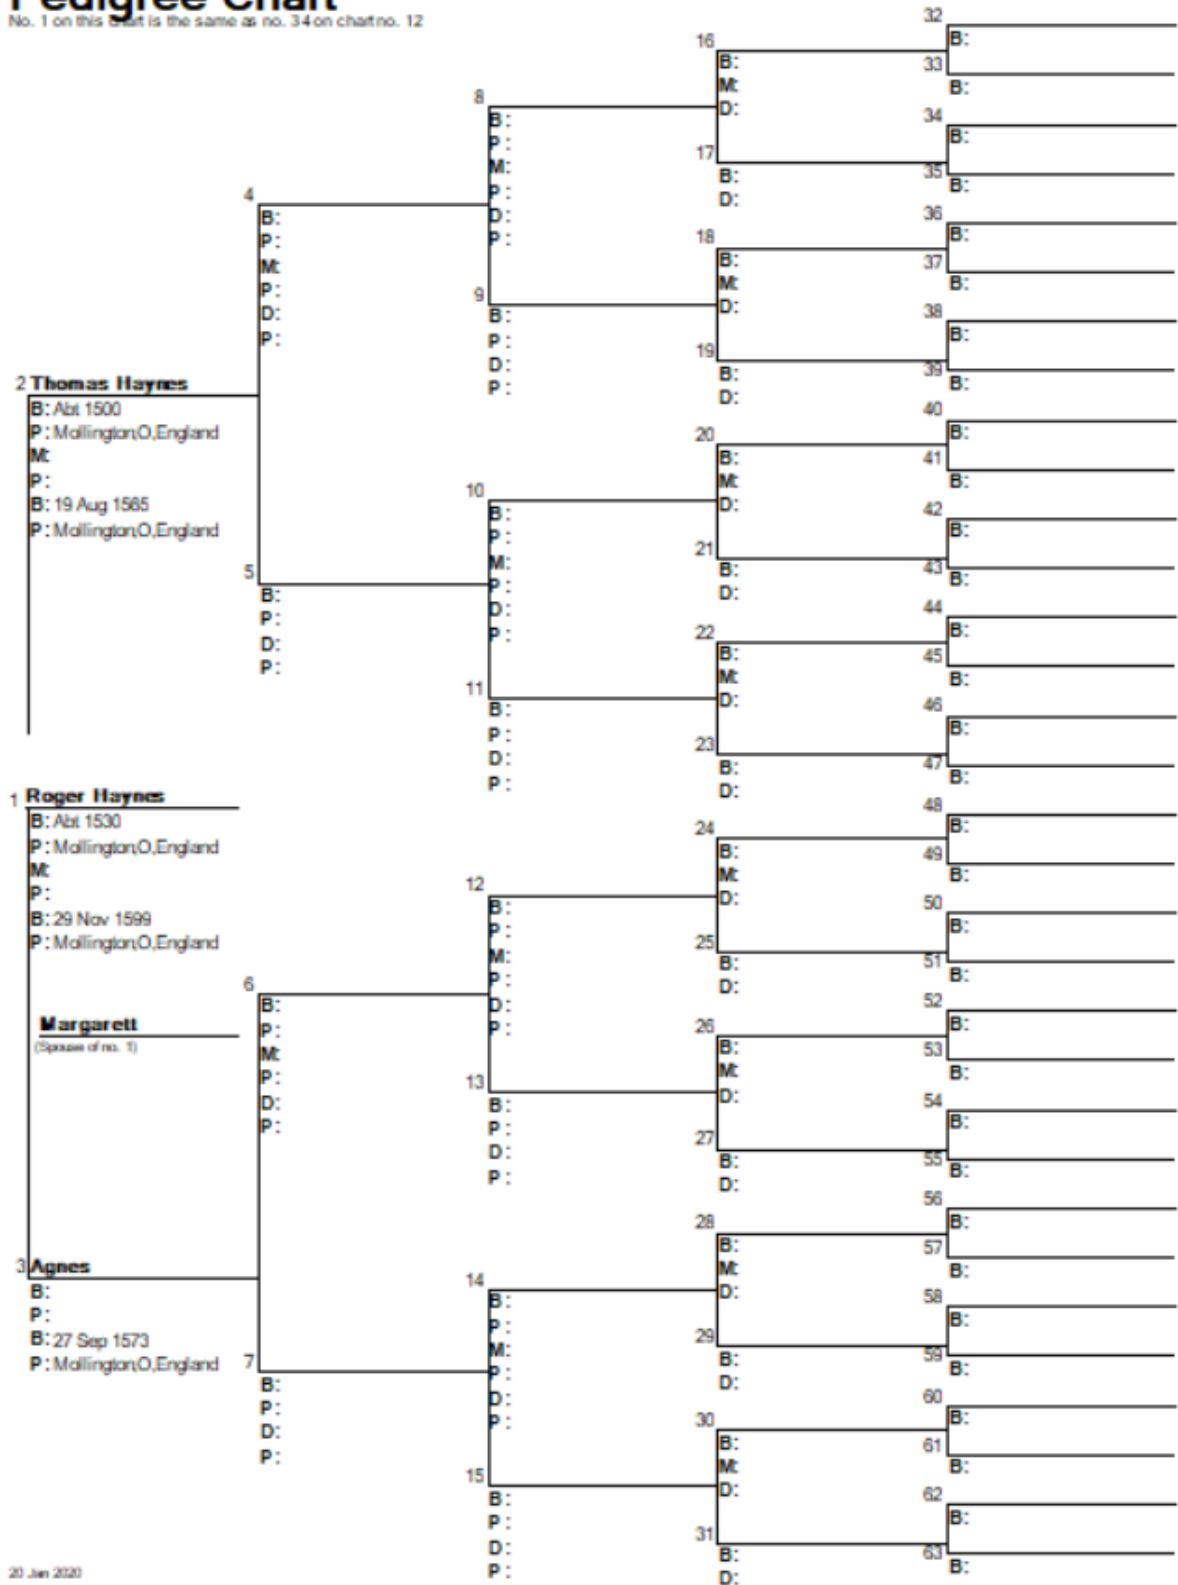 Pedigree Chart
No. 1 on this chart is the same as no. 34 on chart no. 12
2 Thomas Haynes
B: Abt 1500
P: Mollington,O,England
M:
P:
B: 19 Aug 1565
P: Mollington,O,England
1 Roger Haynes
B: Abt 1530
P: Mollington,O,England
M:
P:
B: 29 Nov 1599
P: Mollington,O,England
Margarett
(Spouse of no. 1)
3 Agnes
B:
P:
B: 27 Sep 1573
P: Mollington,O,England
4
B:
P:
M:
P:
D:
P:
5
B:
P:
D:
P:
6
B:
P:
M:
P:
D:
P:
7
B:
P:
D:
P:
8
B:
P:
M:
P:
D:
P:
9
B:
P:
D:
P:
10
B:
P:
M:
P:
D:
P:
11
B:
P:
D:
P:
12
B:
P:
M:
P:
D:
P:
13
B:
P:
D:
P:
14
B:
P:
M:
P:
D:
P:
15
B:
P:
D:
P:
16
B:
M:
D:
17
B:
D:
18
B:
M:
D:
19
B:
D:
20
B:
M:
D:
21
B:
D:
22
B:
M:
D:
23
B:
D:
24
B:
M:
D:
25
B:
D:
26
B:
M:
D:
27
B:
D:
28
B:
M:
D:
29
B:
D:
30
B:
M:
D:
31
B:
D:
32
B:
33
B:
34
B:
35
B:
36
B:
37
B:
38
B:
39
B:
40
B:
41
B:
42
B:
43
B:
44
B:
45
B:
46
B:
47
B:
48
B:
49
B:
50
B:
51
B:
52
B:
53
B:
54
B:
55
B:
56
B:
57
B:
58
B:
59
B:
60
B:
61
B:
62
B:
63
B:
20 Jan 2020